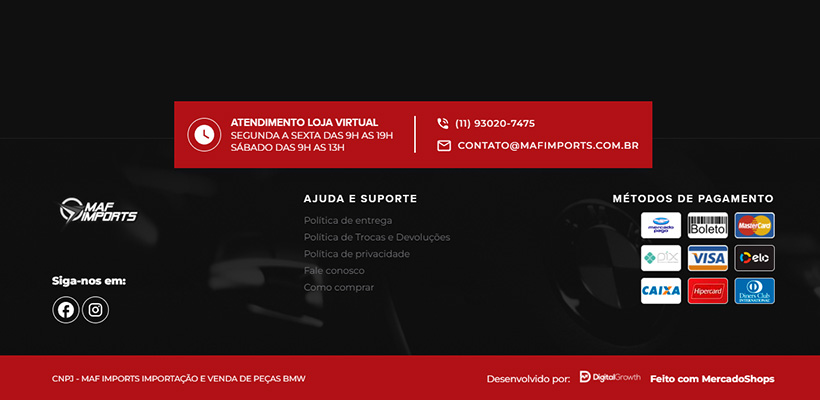 ATENDIMENTO LOJA VIRTUAL
SEGUNDA A SEXTA DAS 9H AS 19H
SÁBADO DAS 9H AS 13H
(11) 93020-7475
CONTATO@MAFIMPORTS.COM.BR
MAF
IMPORTS
Siga-nos em:
AJUDA E SUPORTE
Política de entrega
Política de Trocas e Devoluções
Política de privacidade
Fale conosco
Como comprar
MÉTODOS DE PAGAMENTO
mercado
pago
Boleto
MasterCard
PIX
VISA
elo
CAIXA
Hipercard
Diners Club
INTERNATIONAL
CNPJ - MAF IMPORTS IMPORTAÇÃO E VENDA DE PEÇAS BMW
Desenvolvido por:
DigitalGrowth
Feito com MercadoShops